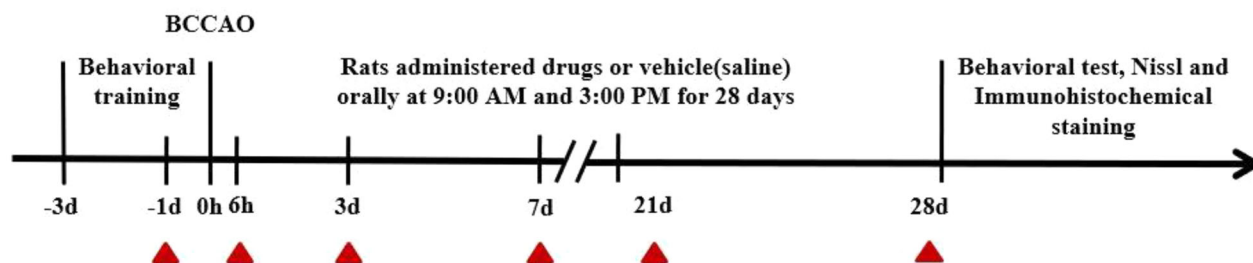 BCCAO
Behavioral
training
Rats administered drugs or vehicle(saline)
orally at 9:00 AM and 3:00 PM for 28 days
Behavioral test, Nissl and
Immunohistochemical
staining
-3d -1d 0h 6h 3d 7d 21d 28d